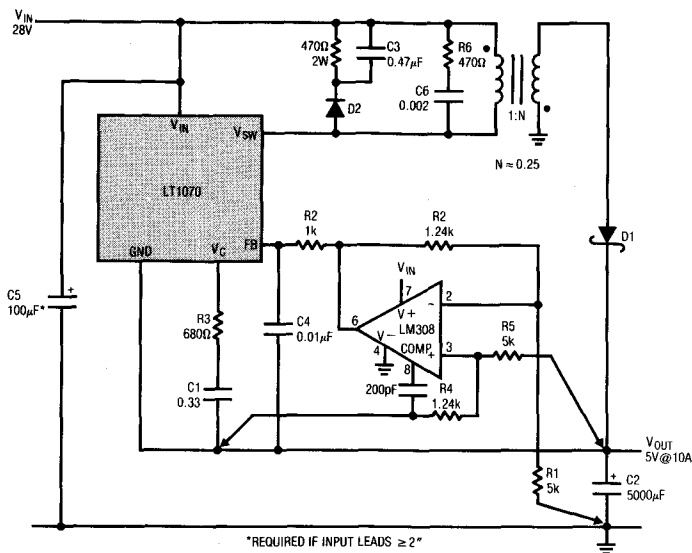 VIN
28V
470Ω
2W
C3
0.47µF
R6
470Ω
C6
0.002
D2
1:N
N ≈ 0.25
VIN
VSW
LT1070
GND
VC
FB
R2
1k
R2
1.24k
D1
C5
100µF*
R3
680Ω
C4
0.01µF
VIN
7
V+
6
2
−
LM308
V−
4
COMP
+
3
8
R5
5k
200pF
R4
1.24k
C1
0.33
VOUT
5V@10A
R1
5k
+
C2
5000µF
+
*REQUIRED IF INPUT LEADS ≥ 2"